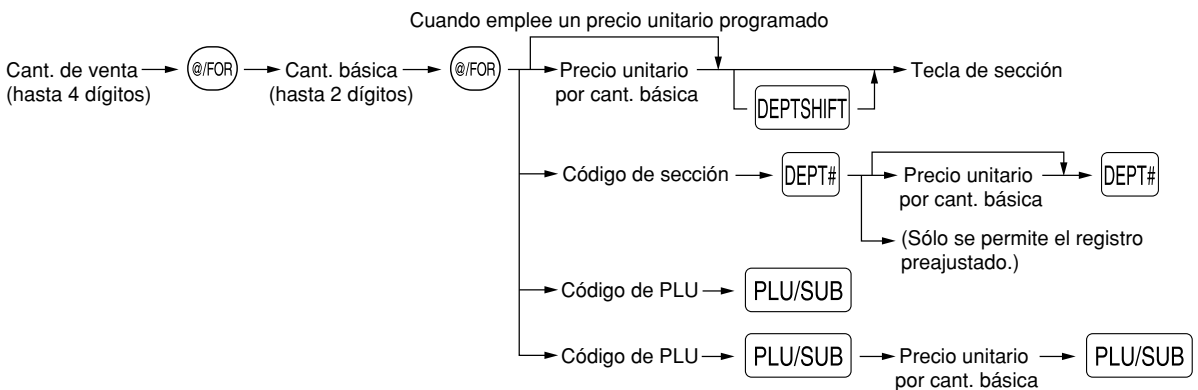 Cuando emplee un precio unitario programado
Cant. de venta
(hasta 4 dígitos)
@/FOR
Cant. básica
(hasta 2 dígitos)
@/FOR
Precio unitario
por cant. básica
DEPTSHIFT
Tecla de sección
Código de sección
DEPT#
Precio unitario
por cant. básica
DEPT#
(Sólo se permite el registro
preajustado.)
Código de PLU
PLU/SUB
Código de PLU
PLU/SUB
Precio unitario
por cant. básica
PLU/SUB